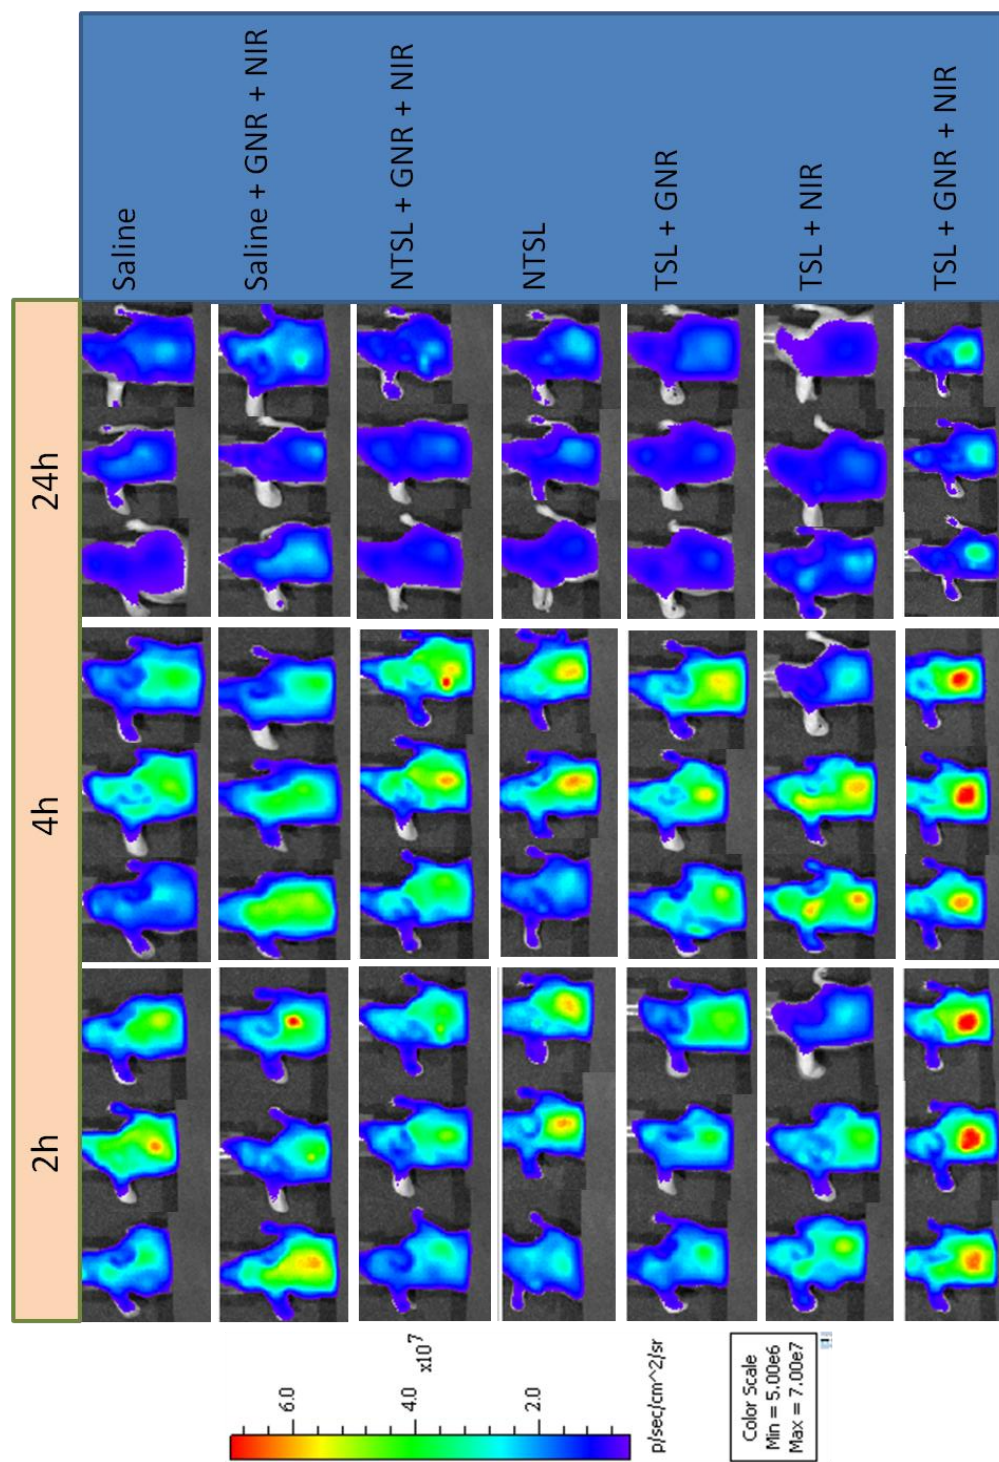 2h
4h
24h
Saline
Saline + GNR + NIR
NTSL + GNR + NIR
NTSL
TSL + GNR
TSL + NIR
TSL + GNR + NIR
6.0
4.0
2.0
x10⁷
p/sec/cm^2/sr
Color Scale
Min = 5.00e6
Max = 7.00e7